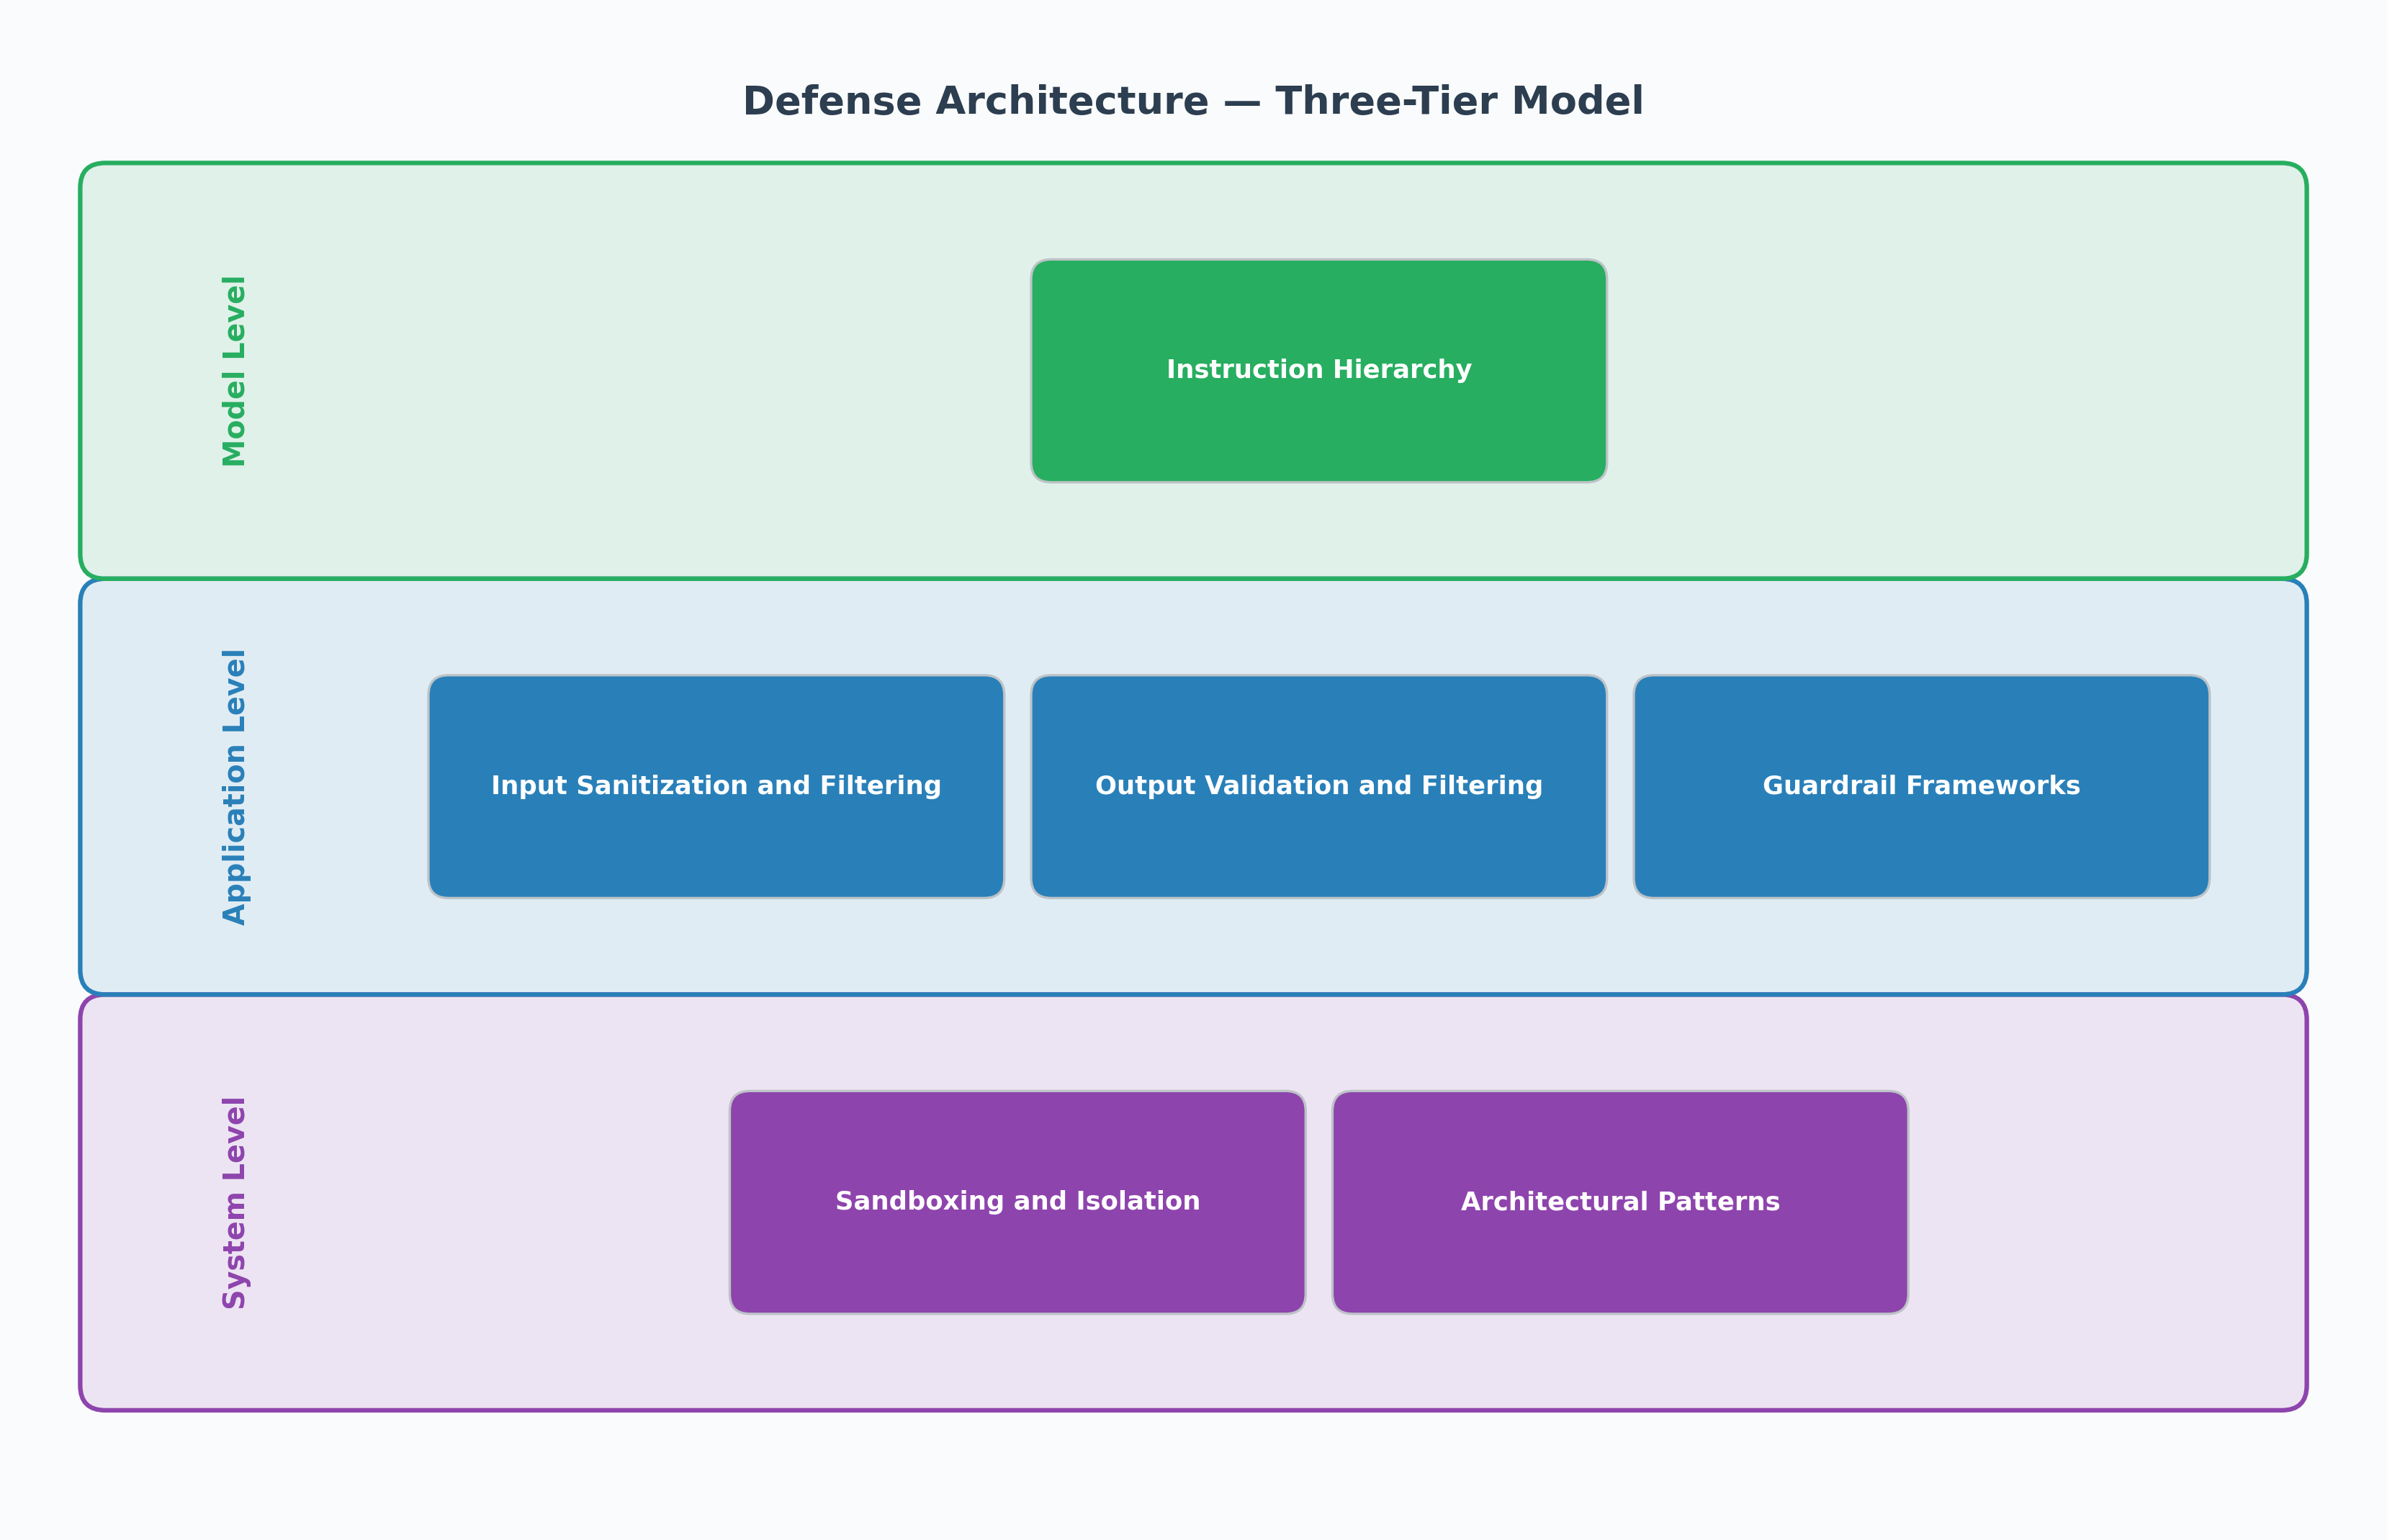 Defense Architecture — Three-Tier Model
Model Level
Instruction Hierarchy
Application Level
Input Sanitization and Filtering
Output Validation and Filtering
Guardrail Frameworks
System Level
Sandboxing and Isolation
Architectural Patterns